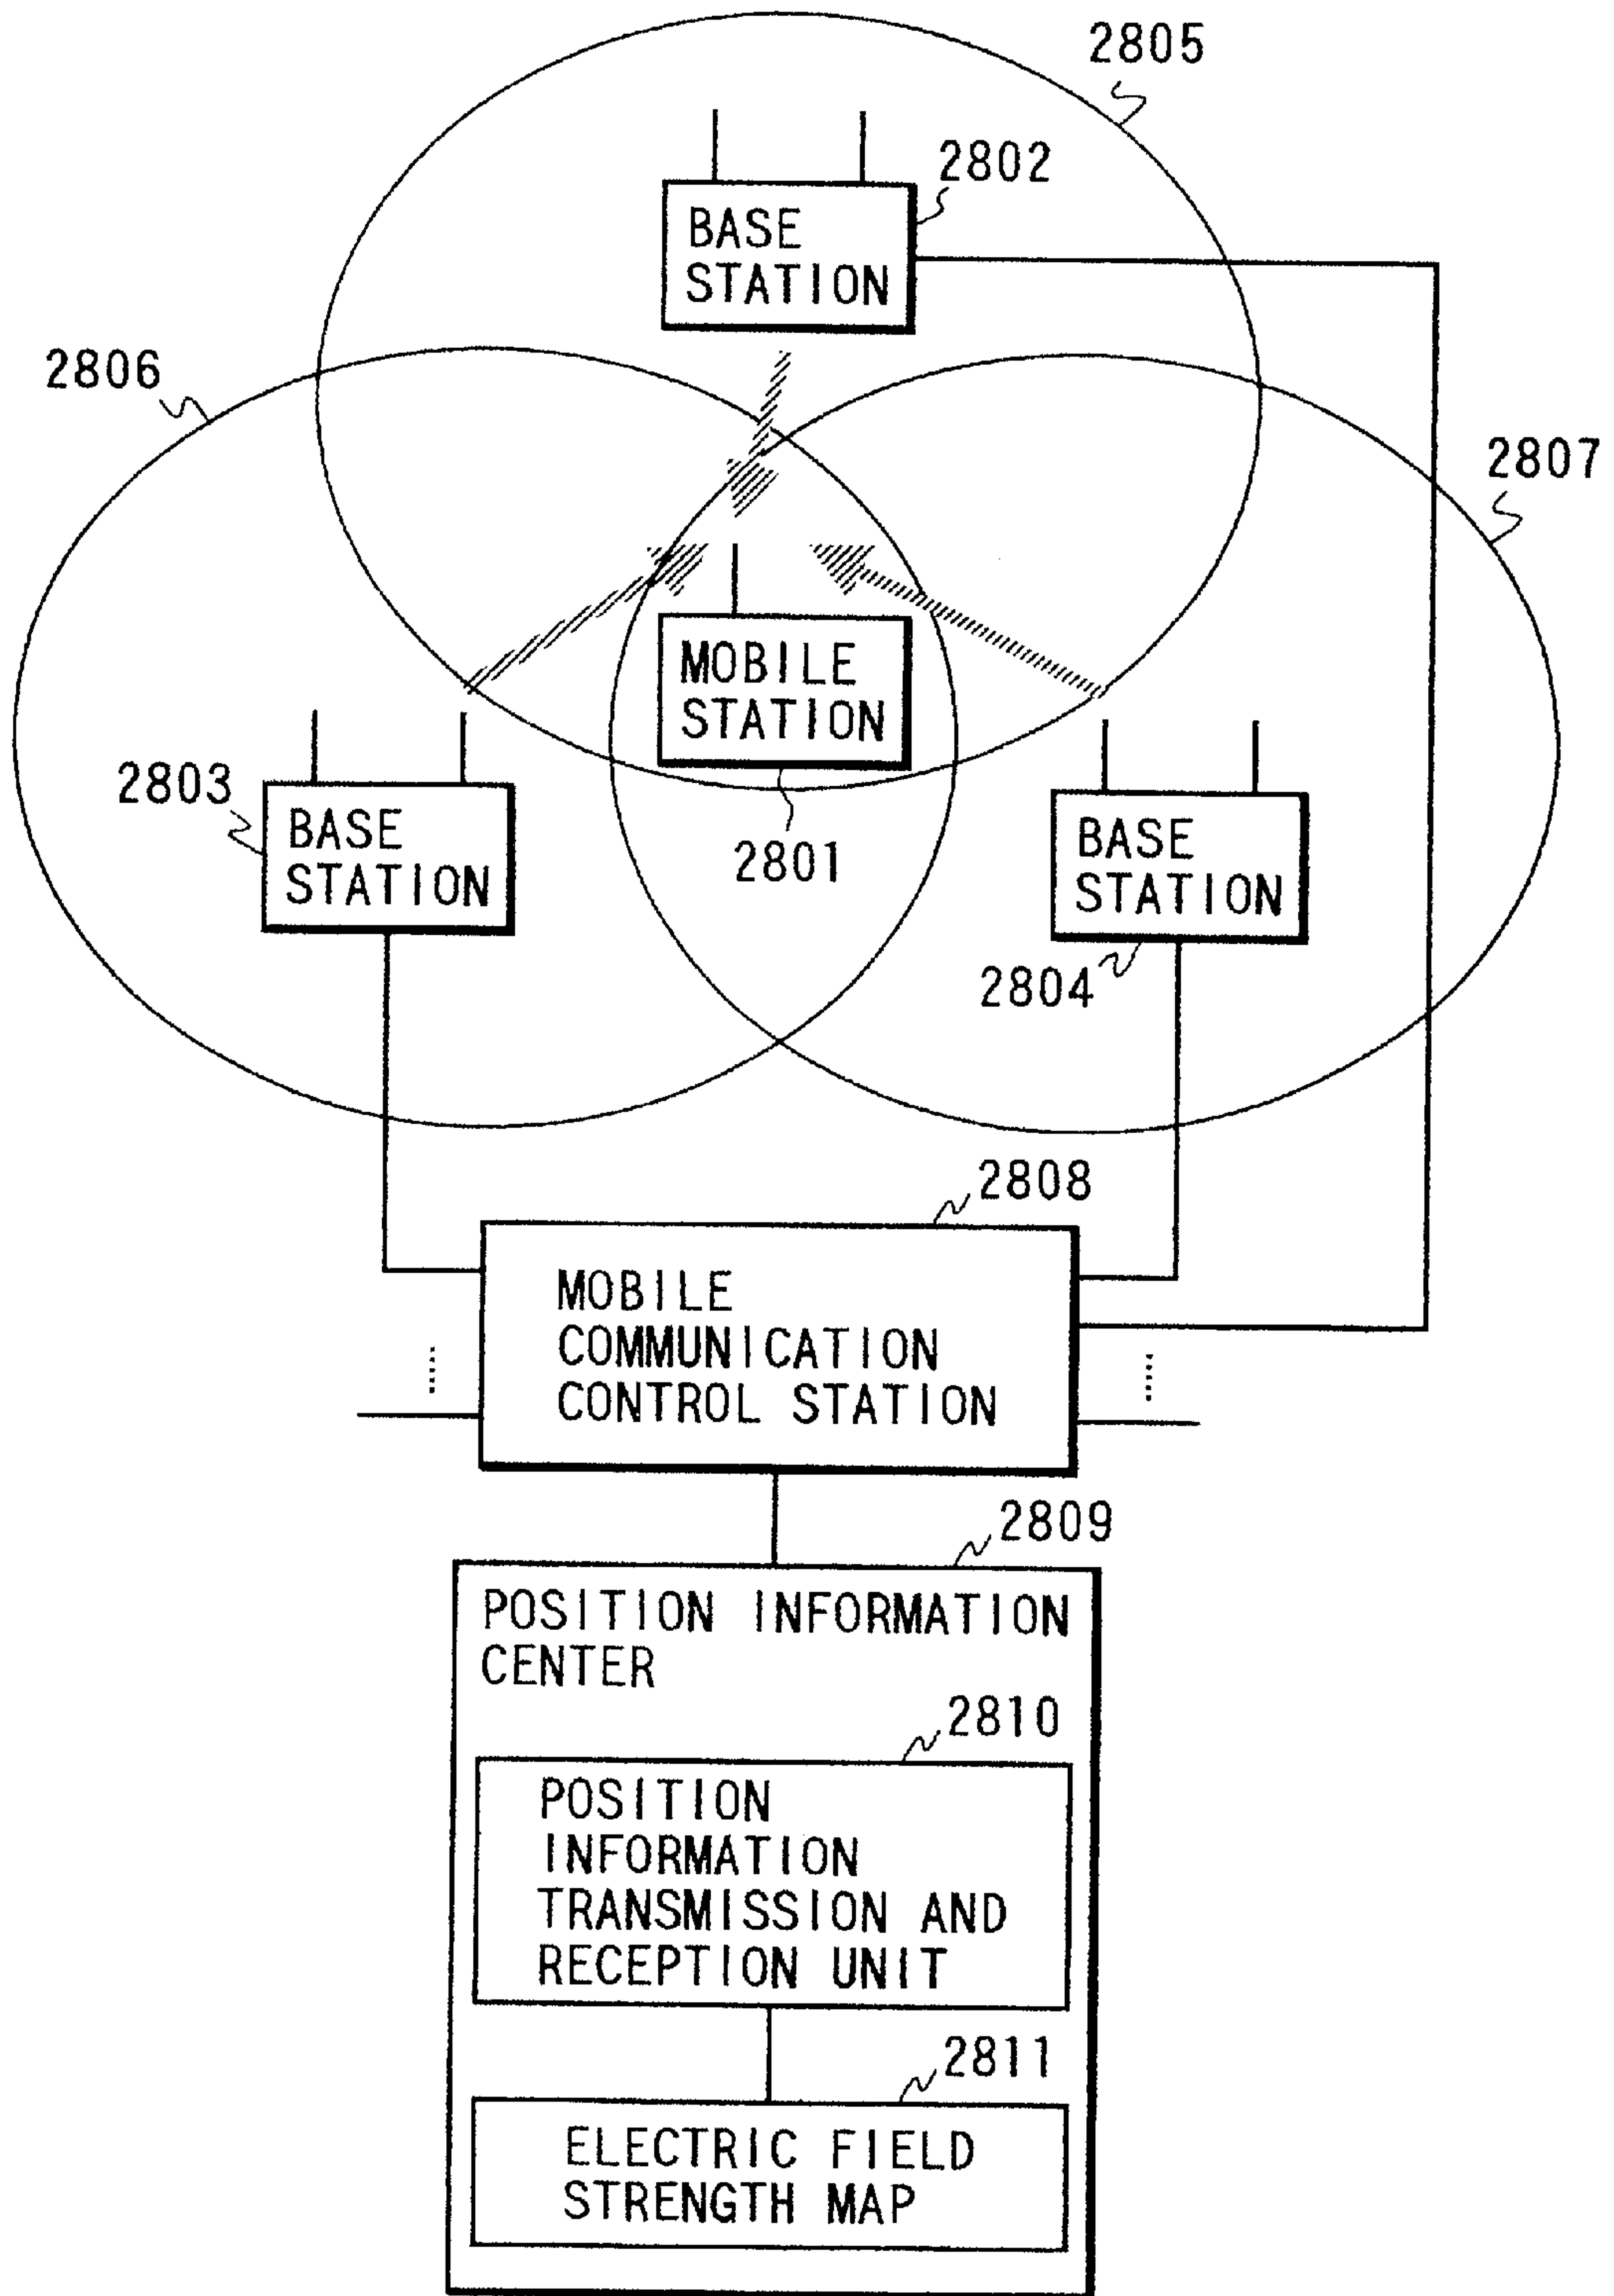 2805
2802
BASE
STATION
2806
2807
MOBILE
STATION
2803
BASE
STATION
2801
BASE
STATION
2804
2808
MOBILE
COMMUNICATION
CONTROL STATION
2809
POSITION INFORMATION
CENTER
2810
POSITION
INFORMATION
TRANSMISSION AND
RECEPTION UNIT
2811
ELECTRIC FIELD
STRENGTH MAP